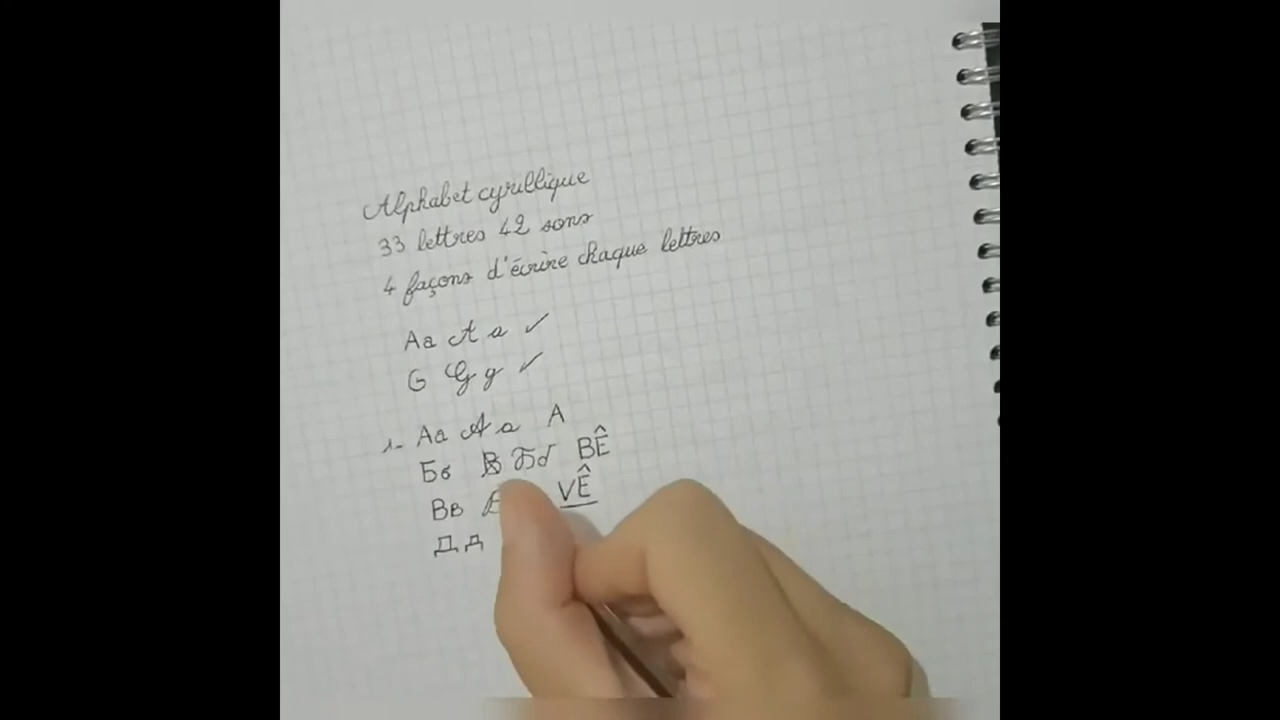 Alphabet cyrillique
33 lettres 42 sons
4 façons d'écrire chaque lettres
Aa A a ✓
G G g ✓
1- Aa A a A
Бб Бб BÊ
Вв VÊ
Дд